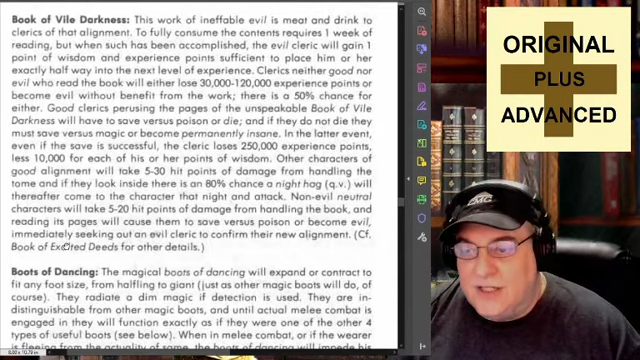 Book of Vile Darkness: This work of ineffable evil is meat and drink to
clerics of that alignment. To fully consume the contents requires 1 week of
reading, but when such has been accomplished, the evil cleric will gain 1
point of wisdom and experience points sufficient to place him or her
exactly half way into the next level of experience. Clerics neither good nor
evil who read the book will either lose 30,000-120,000 experience points or
become evil without benefit from the work; there is a 50% chance for
either. Good clerics perusing the pages of the unspeakable Book of Vile
Darkness will have to save versus poison or die; and if they do not die they
must save versus magic or become permanently insane. In the latter event,
even if the save is successful, the cleric loses 250,000 experience points,
less 10,000 for each of his or her points of wisdom. Other characters of
good alignment will take 5-30 hit points of damage from handling the
tome and if they look inside there is an 80% chance a night hag (q.v.) will
thereafter come to the character that night and attack. Non-evil neutral
characters will take 5-20 hit points of damage from handling the book, and
reading its pages will cause them to save versus poison or become evil,
immediately seeking out an evil cleric to confirm their new alignment. (Cf.
Book of Exalted Deeds for other details.)
Boots of Dancing: The magical boots of dancing will expand or contract to
fit any foot size, from halfling to giant (just as other magic boots will do, of
course). They radiate a dim magic if detection is used. They are in-
distinguishable from other magic boots, and until actual melee combat is
engaged in they will function exactly as if they were one of the other 4
types of useful boots (see below). When in melee combat, or if the wearer
is fleeing from the actuality of same, the boots of dancing will impede his
ORIGINAL
PLUS
ADVANCED